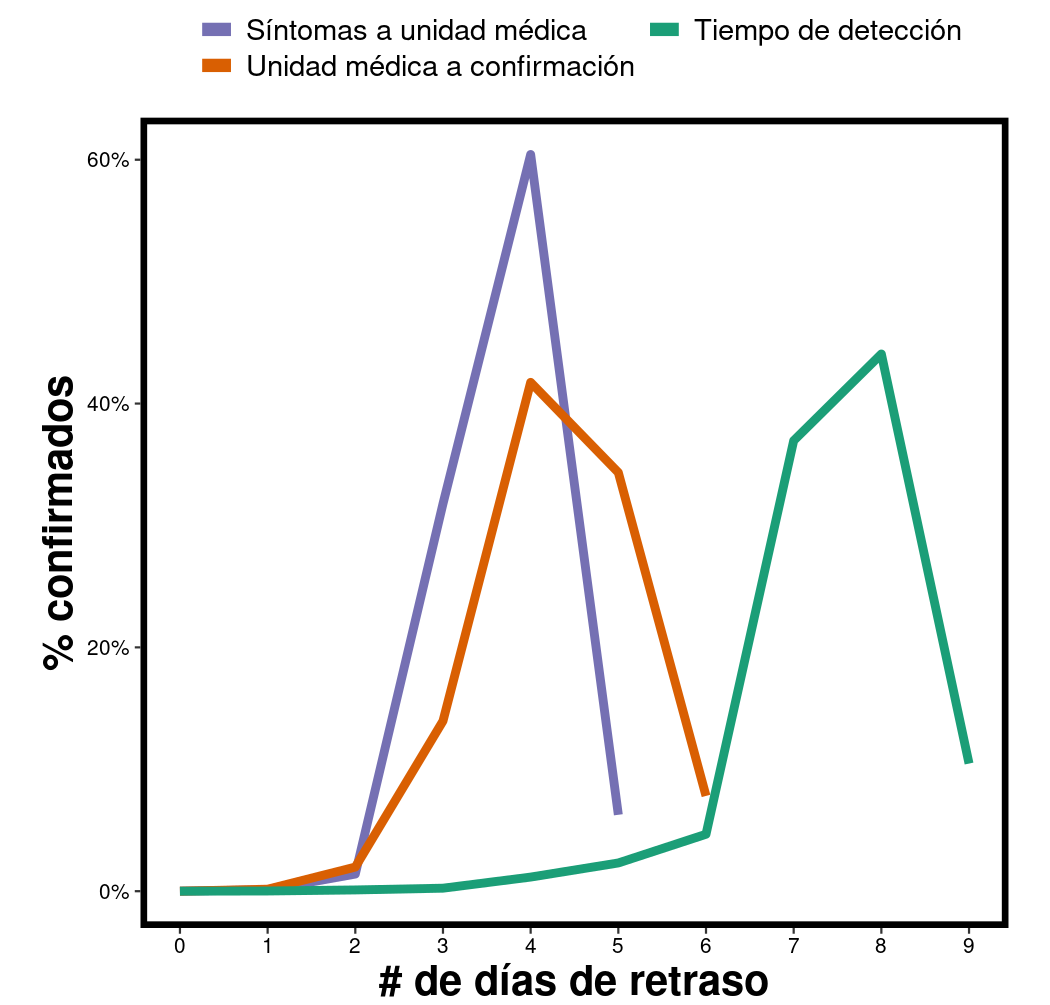 Síntomas a unidad médica
Tiempo de detección
Unidad médica a confirmación
60%
40%
20%
0%
% confirmados
0 1 2 3 4 5 6 7 8 9
# de días de retraso